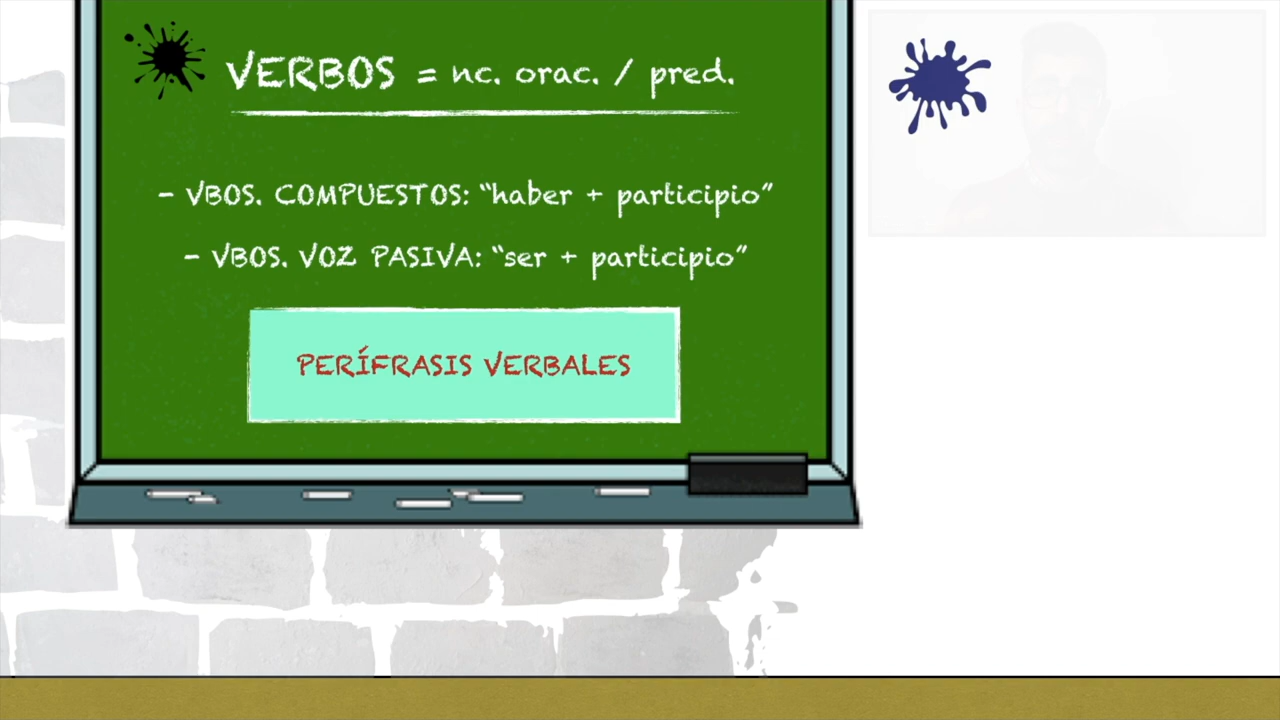 VERBOS = nc. orac. / pred.
- VBOS. COMPUESTOS: “haber + participio”
- VBOS. VOZ PASIVA: “ser + participio”
PERÍFRASIS VERBALES